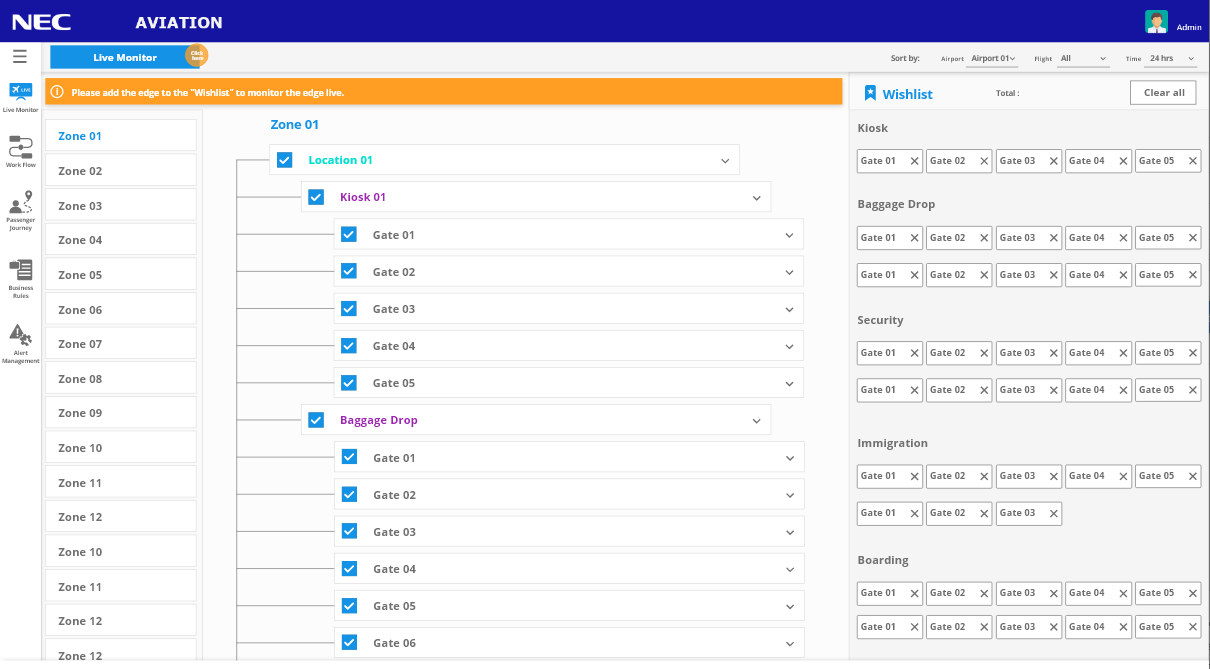 NEC
AVIATION
Admin
Live Monitor
Click here
Sort by:
Airport
Airport 01
Flight
All
Time
24 hrs
Live Monitor
Work Flow
Passenger
Journey
Business
Rules
Alert
Management
Please add the edge to the "Wishlist" to monitor the edge live.
Zone 01
Zone 02
Zone 03
Zone 04
Zone 05
Zone 06
Zone 07
Zone 08
Zone 09
Zone 10
Zone 11
Zone 12
Zone 10
Zone 11
Zone 12
Zone 12
Zone 01
Location 01
Kiosk 01
Gate 01
Gate 02
Gate 03
Gate 04
Gate 05
Baggage Drop
Gate 01
Gate 02
Gate 03
Gate 04
Gate 05
Gate 06
Wishlist
Total :
Clear all
Kiosk
Gate 01 Gate 02 Gate 03 Gate 04 Gate 05
Baggage Drop
Gate 01 Gate 02 Gate 03 Gate 04 Gate 05
Gate 01 Gate 02 Gate 03 Gate 04 Gate 05
Security
Gate 01 Gate 02 Gate 03 Gate 04 Gate 05
Gate 01 Gate 02 Gate 03 Gate 04 Gate 05
Immigration
Gate 01 Gate 02 Gate 03 Gate 04 Gate 05
Gate 01 Gate 02 Gate 03
Boarding
Gate 01 Gate 02 Gate 03 Gate 04 Gate 05
Gate 01 Gate 02 Gate 03 Gate 04 Gate 05